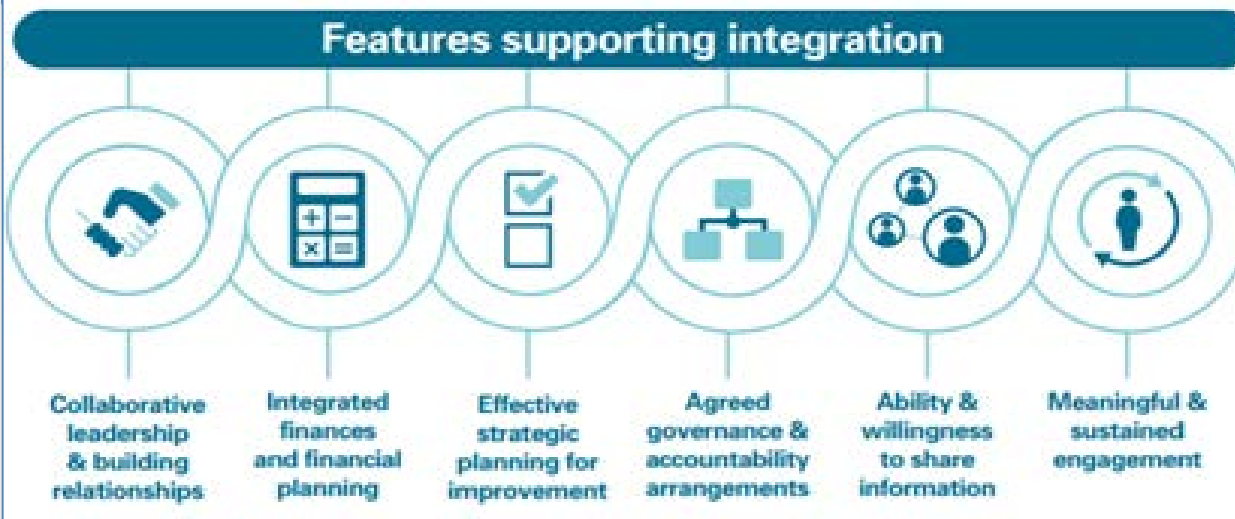 Features supporting integration
Collaborative
leadership
& building
relationships
Integrated
finances
and financial
planning
Effective
strategic
planning for
improvement
Agreed
governance &
accountability
arrangements
Ability &
willingness
to share
information
Meaningful &
sustained
engagement